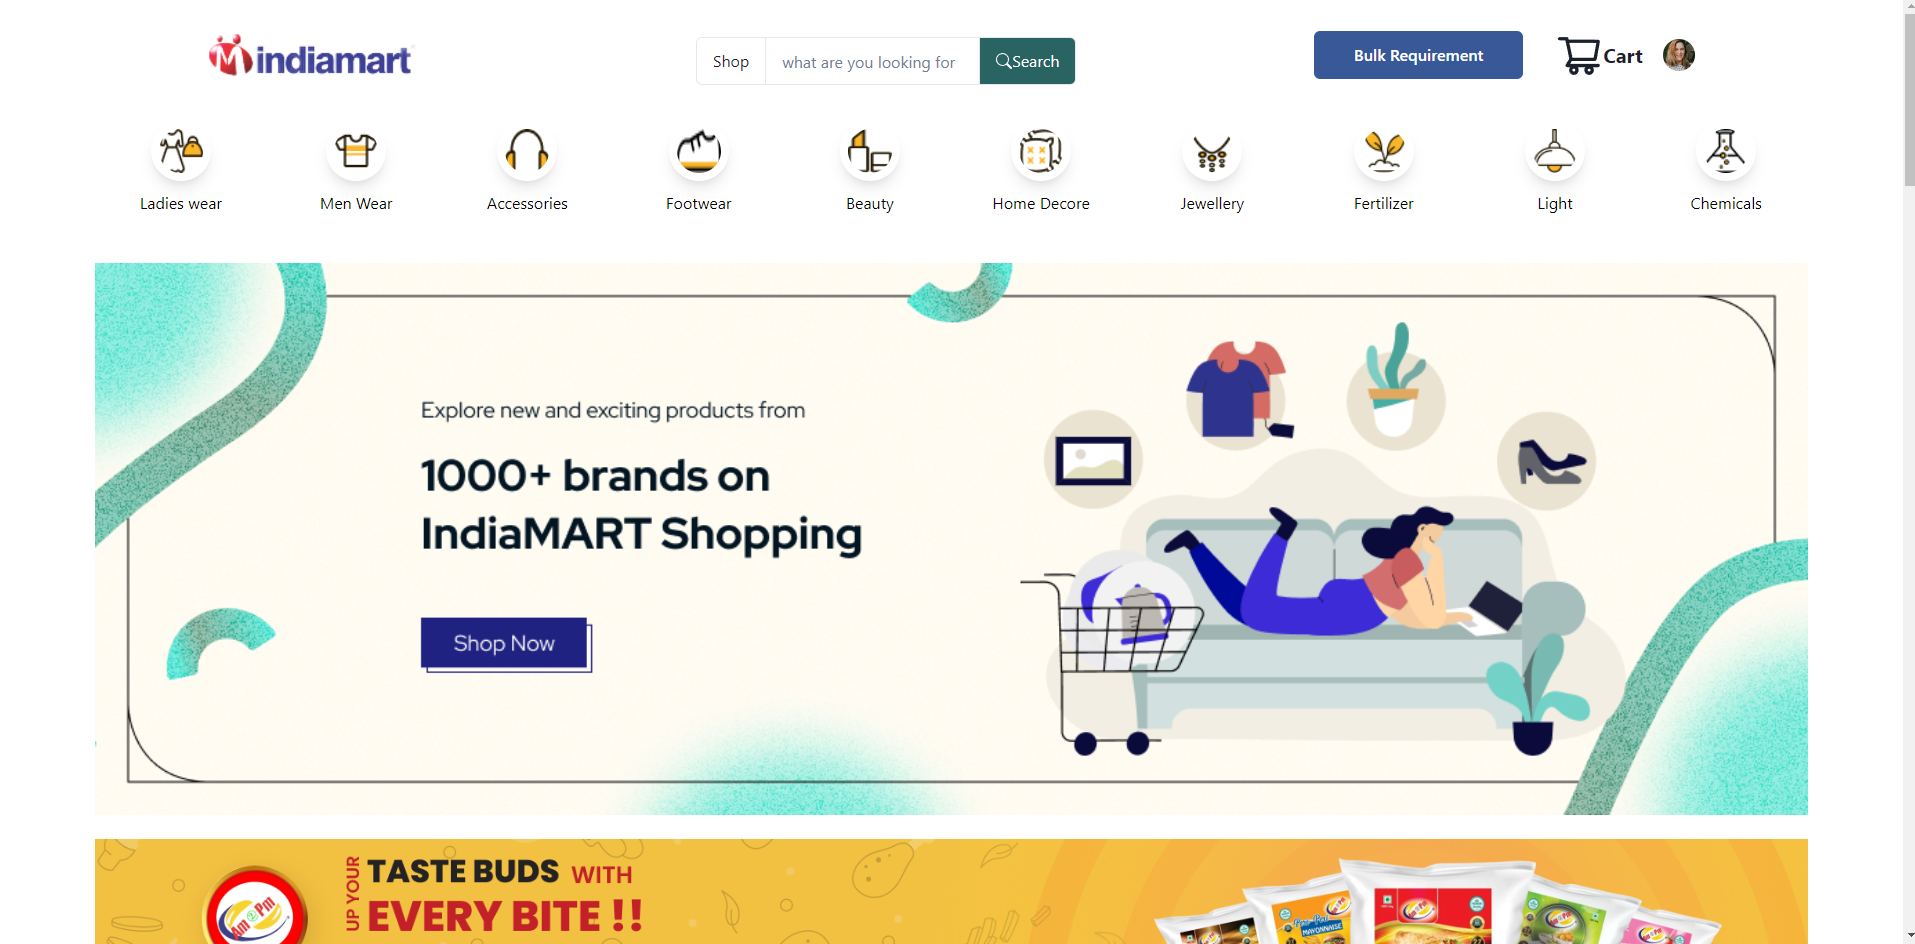 indiamart
Shop
what are you looking for
Search
Bulk Requirement
Cart
Ladies wear
Men Wear
Accessories
Footwear
Beauty
Home Decore
Jewellery
Fertilizer
Light
Chemicals
Explore new and exciting products from
1000+ brands on
IndiaMART Shopping
Shop Now
Am@Pm
UP YOUR
TASTE BUDS WITH
EVERY BITE !!
MAYONNAISE